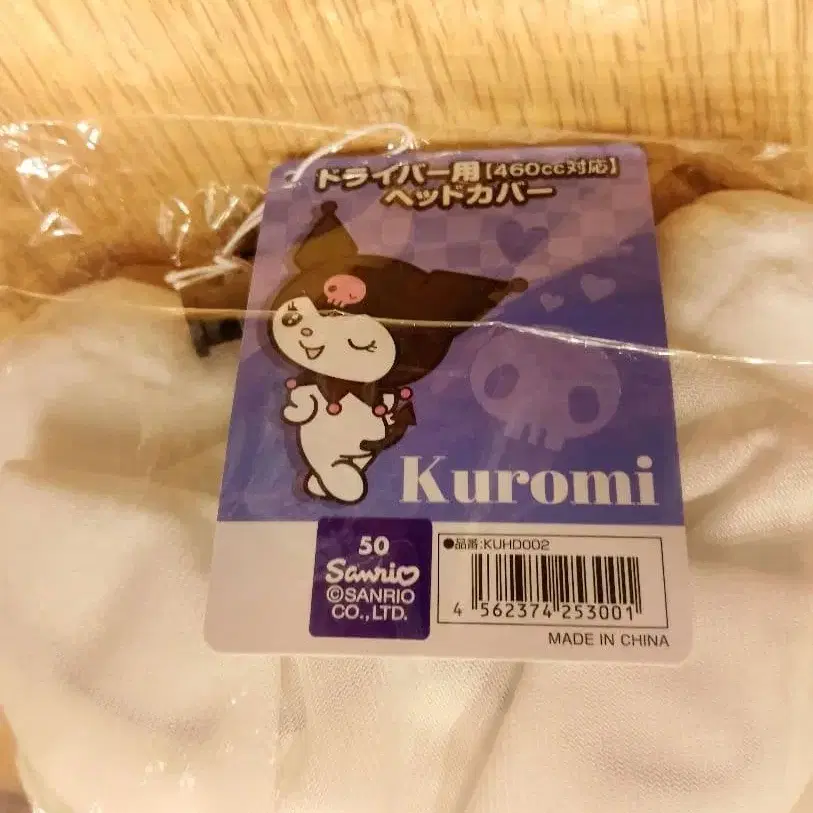 ドライバー用【460cc対応】
ヘッドカバー
Kuromi
50
Sanrio
©SANRIO
CO.,LTD.
●品番:KUHD002
4 562374 253001
MADE IN CHINA